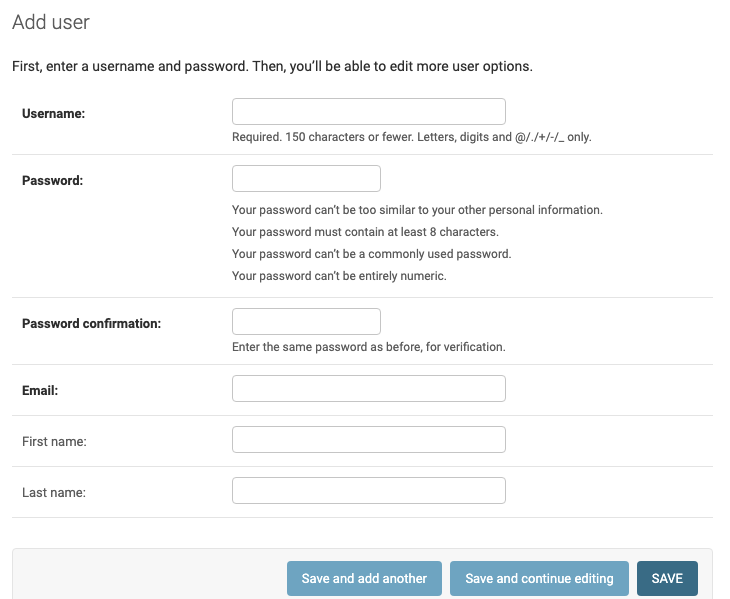 Add user
First, enter a username and password. Then, you’ll be able to edit more user options.
Username:
Required. 150 characters or fewer. Letters, digits and @/./+/-/_ only.
Password:
Your password can’t be too similar to your other personal information.
Your password must contain at least 8 characters.
Your password can’t be a commonly used password.
Your password can’t be entirely numeric.
Password confirmation:
Enter the same password as before, for verification.
Email:
First name:
Last name:
Save and add another
Save and continue editing
SAVE